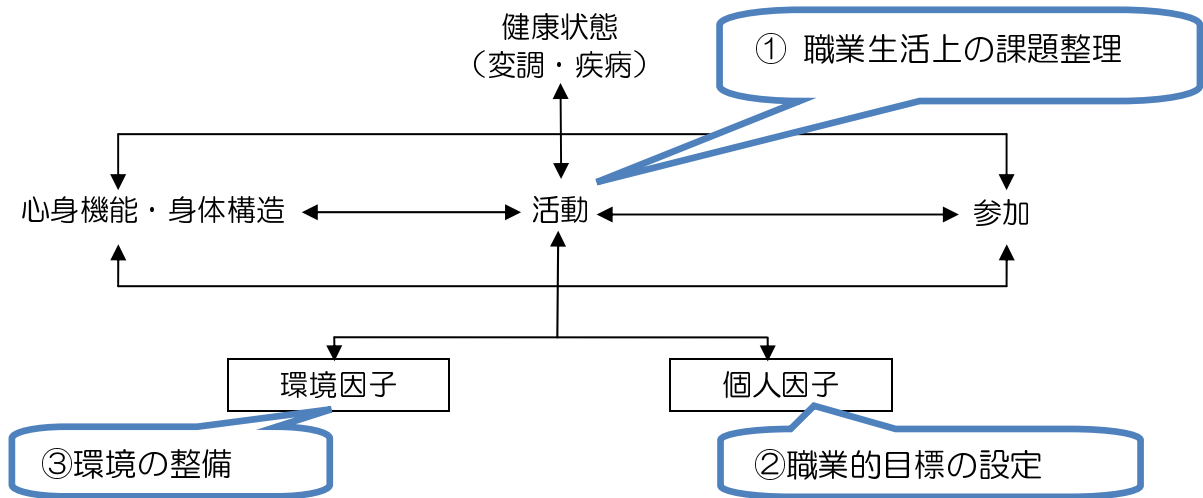 健康状態
（変調・疾病）
① 職業生活上の課題整理
心身機能・身体構造
活動
参加
環境因子
個人因子
③環境の整備
②職業的目標の設定